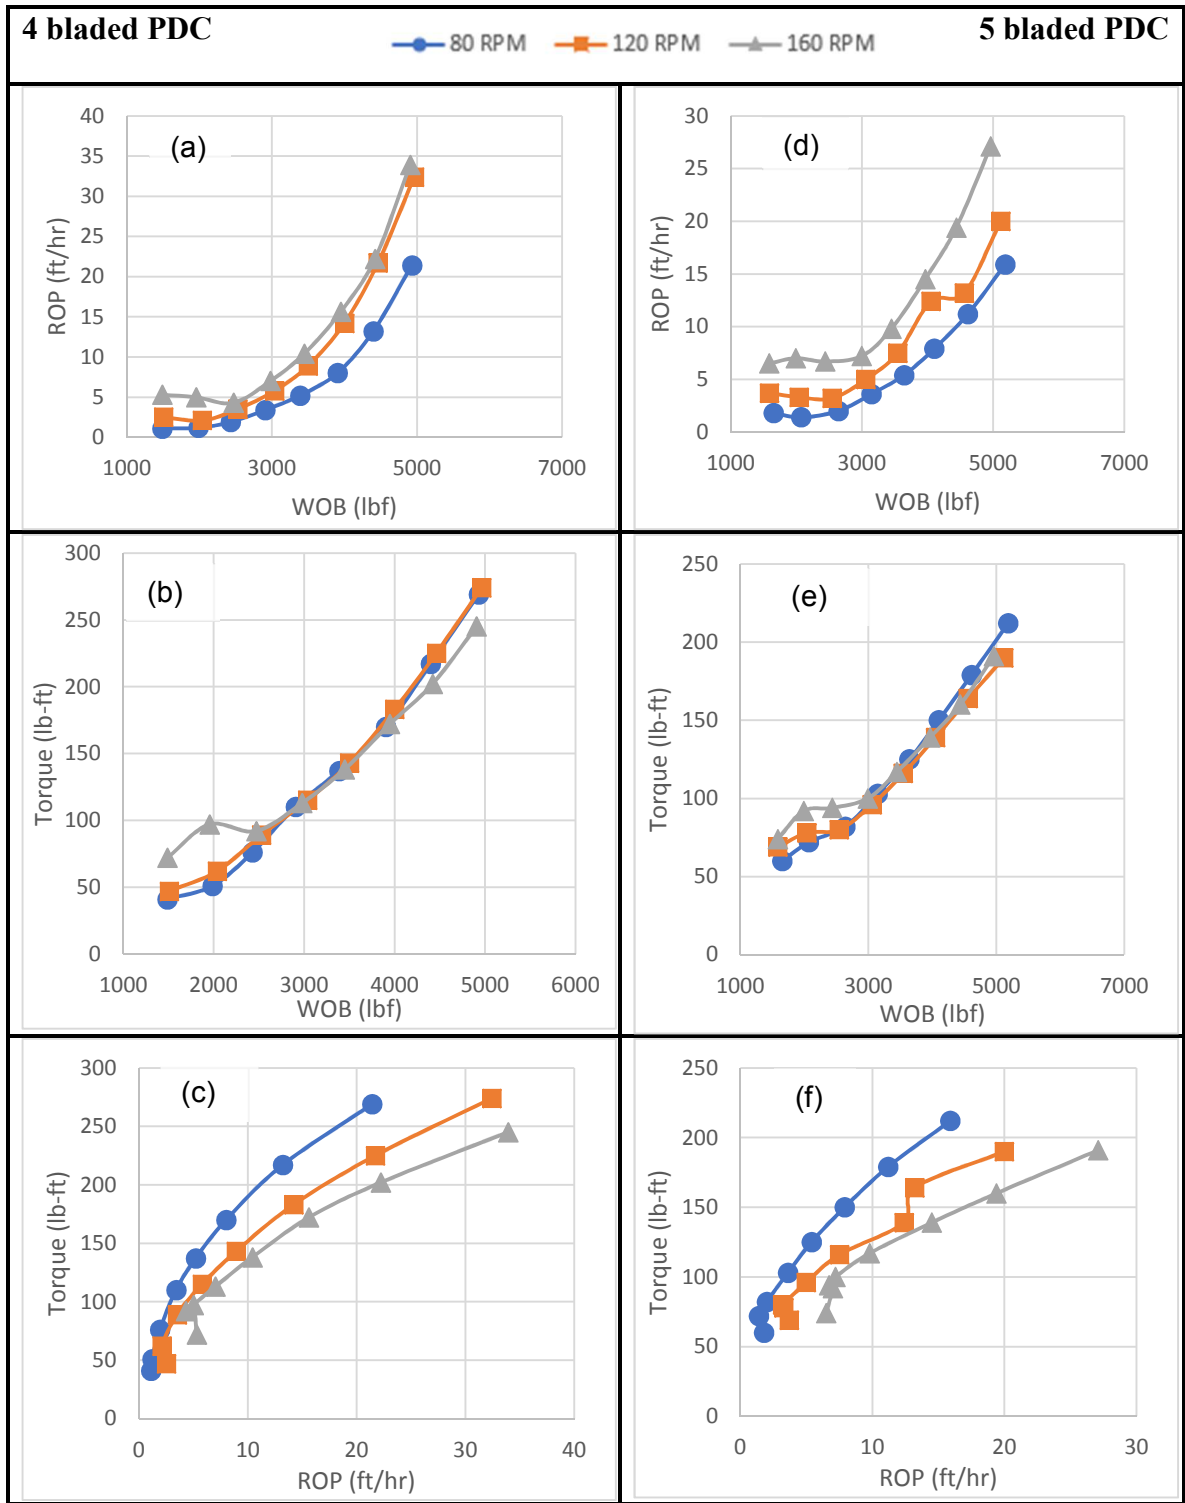 4 bladed PDC
80 RPM 120 RPM 160 RPM
5 bladed PDC
(a)
40
35
30
25
20
15
10
5
0
ROP (ft/hr)
1000 3000 5000 7000
WOB (lbf)
(d)
30
25
20
15
10
5
0
ROP (ft/hr)
1000 3000 5000 7000
WOB (lbf)
(b)
300
250
200
150
100
50
0
Torque (lb-ft)
1000 2000 3000 4000 5000 6000
WOB (lbf)
(e)
250
200
150
100
50
0
Torque (lb-ft)
1000 3000 5000 7000
WOB (lbf)
(c)
300
250
200
150
100
50
0
Torque (lb-ft)
0 10 20 30 40
ROP (ft/hr)
(f)
250
200
150
100
50
0
Torque (lb-ft)
0 10 20 30
ROP (ft/hr)